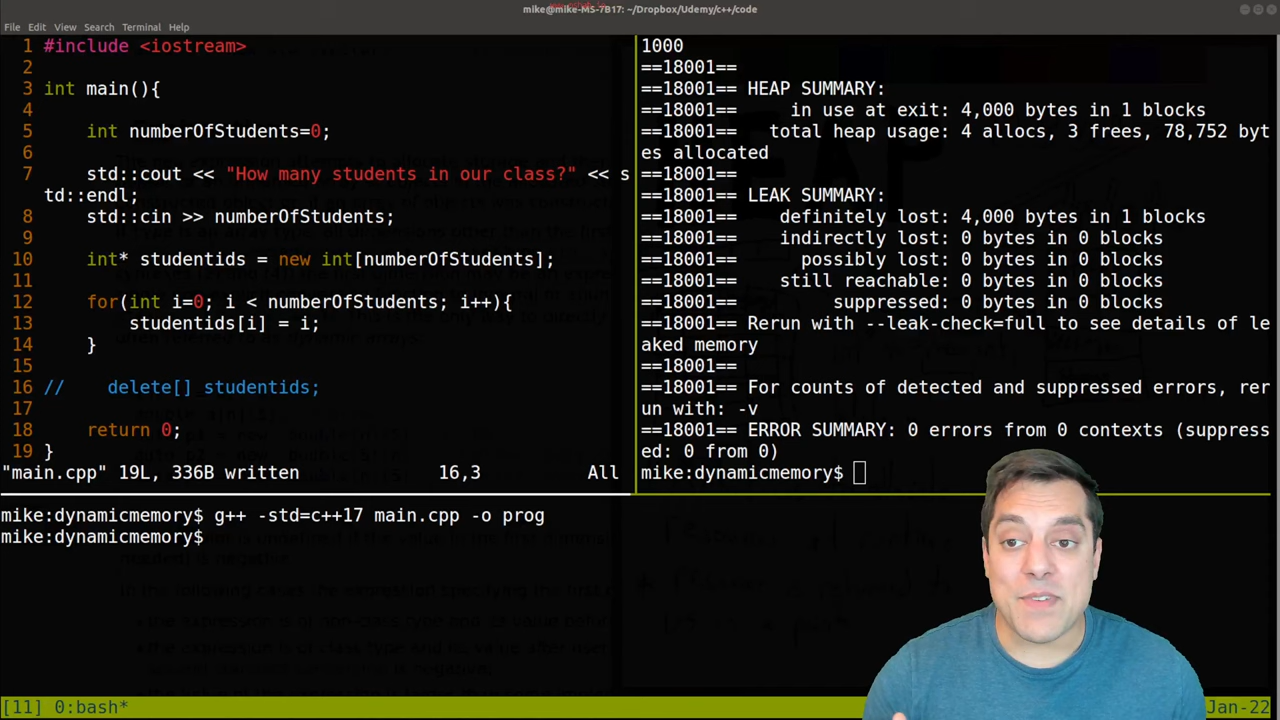 mike@mike-MS-7B17: ~/Dropbox/Udemy/c++/code
File Edit View Search Terminal Help
1 #include <iostream>
2
3 int main(){
4
5 int numberOfStudents=0;
6
7 std::cout << "How many students in our class?" << s
td::endl;
8 std::cin >> numberOfStudents;
9
10 int* studentids = new int[numberOfStudents];
11
12 for(int i=0; i < numberOfStudents; i++){
13 studentids[i] = i;
14 }
15
16 // delete[] studentids;
17
18 return 0;
19 }
"main.cpp" 19L, 336B written 16,3 All
1000
==18001==
==18001== HEAP SUMMARY:
==18001== in use at exit: 4,000 bytes in 1 blocks
==18001== total heap usage: 4 allocs, 3 frees, 78,752 byt
es allocated
==18001==
==18001== LEAK SUMMARY:
==18001== definitely lost: 4,000 bytes in 1 blocks
==18001== indirectly lost: 0 bytes in 0 blocks
==18001== possibly lost: 0 bytes in 0 blocks
==18001== still reachable: 0 bytes in 0 blocks
==18001== suppressed: 0 bytes in 0 blocks
==18001== Rerun with --leak-check=full to see details of le
aked memory
==18001==
==18001== For counts of detected and suppressed errors, rer
un with: -v
==18001== ERROR SUMMARY: 0 errors from 0 contexts (suppress
ed: 0 from 0)
mike:dynamicmemory$
mike:dynamicmemory$ g++ -std=c++17 main.cpp -o prog
mike:dynamicmemory$
[11] 0:bash*
Jan-22